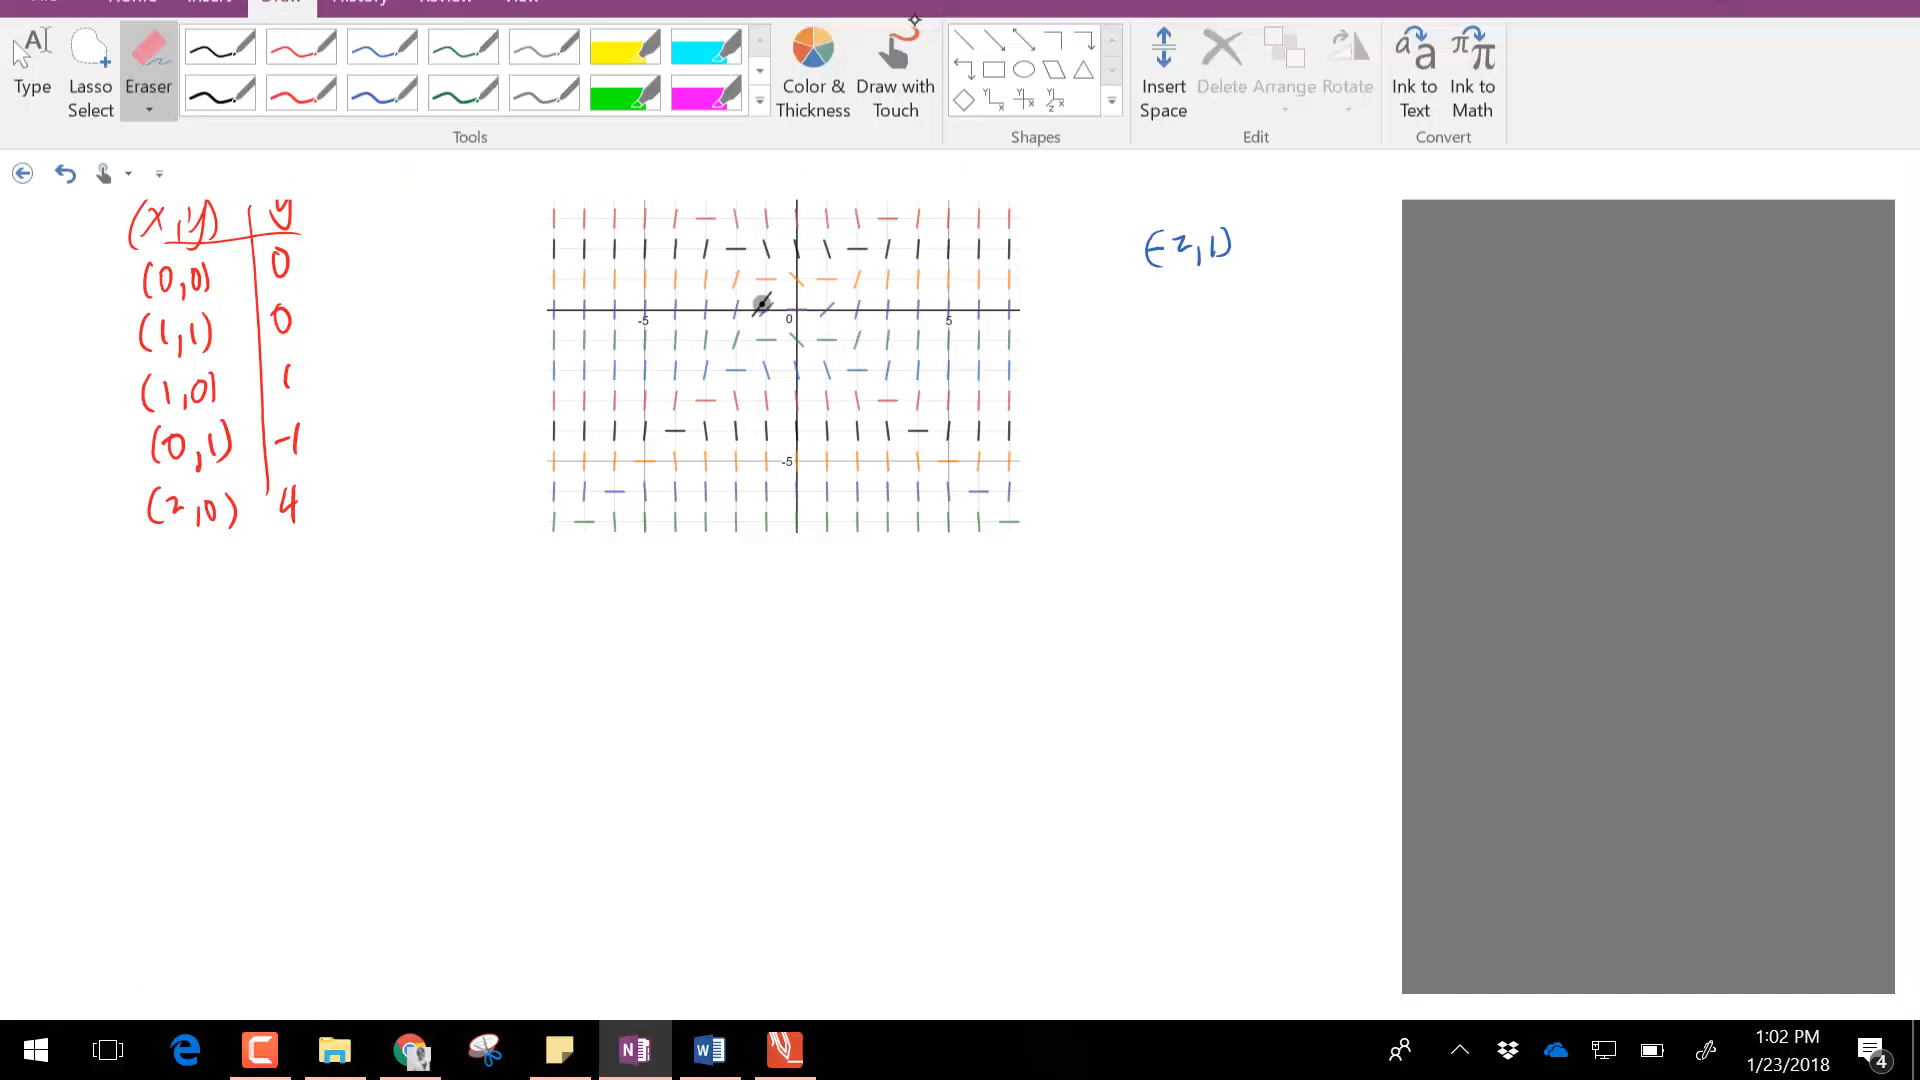 Draw
Type
Lasso Select
Eraser
Color & Thickness
Draw with Touch
Insert Space
Delete
Arrange
Rotate
Ink to Text
Ink to Math
Tools
Shapes
Edit
Convert
(x,y) y
(0,0) 0
(1,1) 0
(1,0) 1
(0,1) -1
(2,0) 4
-5 0 5
-5
(-2,1)
1:02 PM
1/23/2018
4